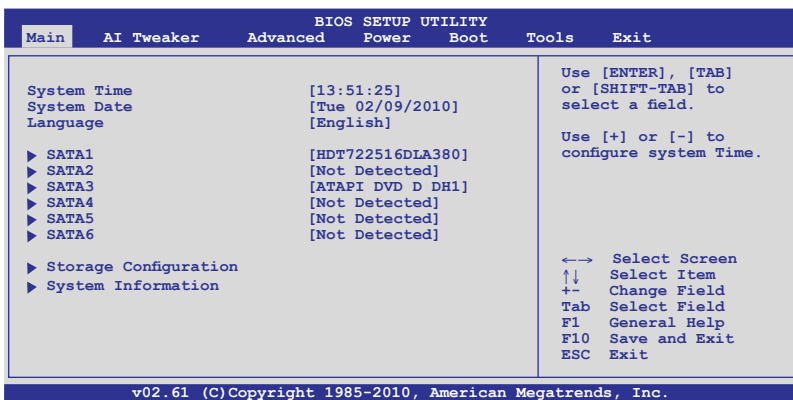 BIOS SETUP UTILITY
Main AI Tweaker Advanced Power Boot Tools Exit
System Time [13:51:25]
System Date [Tue 02/09/2010]
Language [English]
SATA1 [HDT722516DLA380]
SATA2 [Not Detected]
SATA3 [ATAPI DVD D DH1]
SATA4 [Not Detected]
SATA5 [Not Detected]
SATA6 [Not Detected]
Storage Configuration
System Information
Use [ENTER], [TAB]
or [SHIFT-TAB] to
select a field.
Use [+] or [-] to
configure system Time.
←→ Select Screen
↑↓ Select Item
+- Change Field
Tab Select Field
F1 General Help
F10 Save and Exit
ESC Exit
v02.61 (C)Copyright 1985-2010, American Megatrends, Inc.